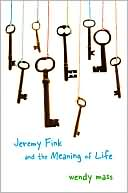 Jeremy Fink
and the Meaning of Life
wendy mass